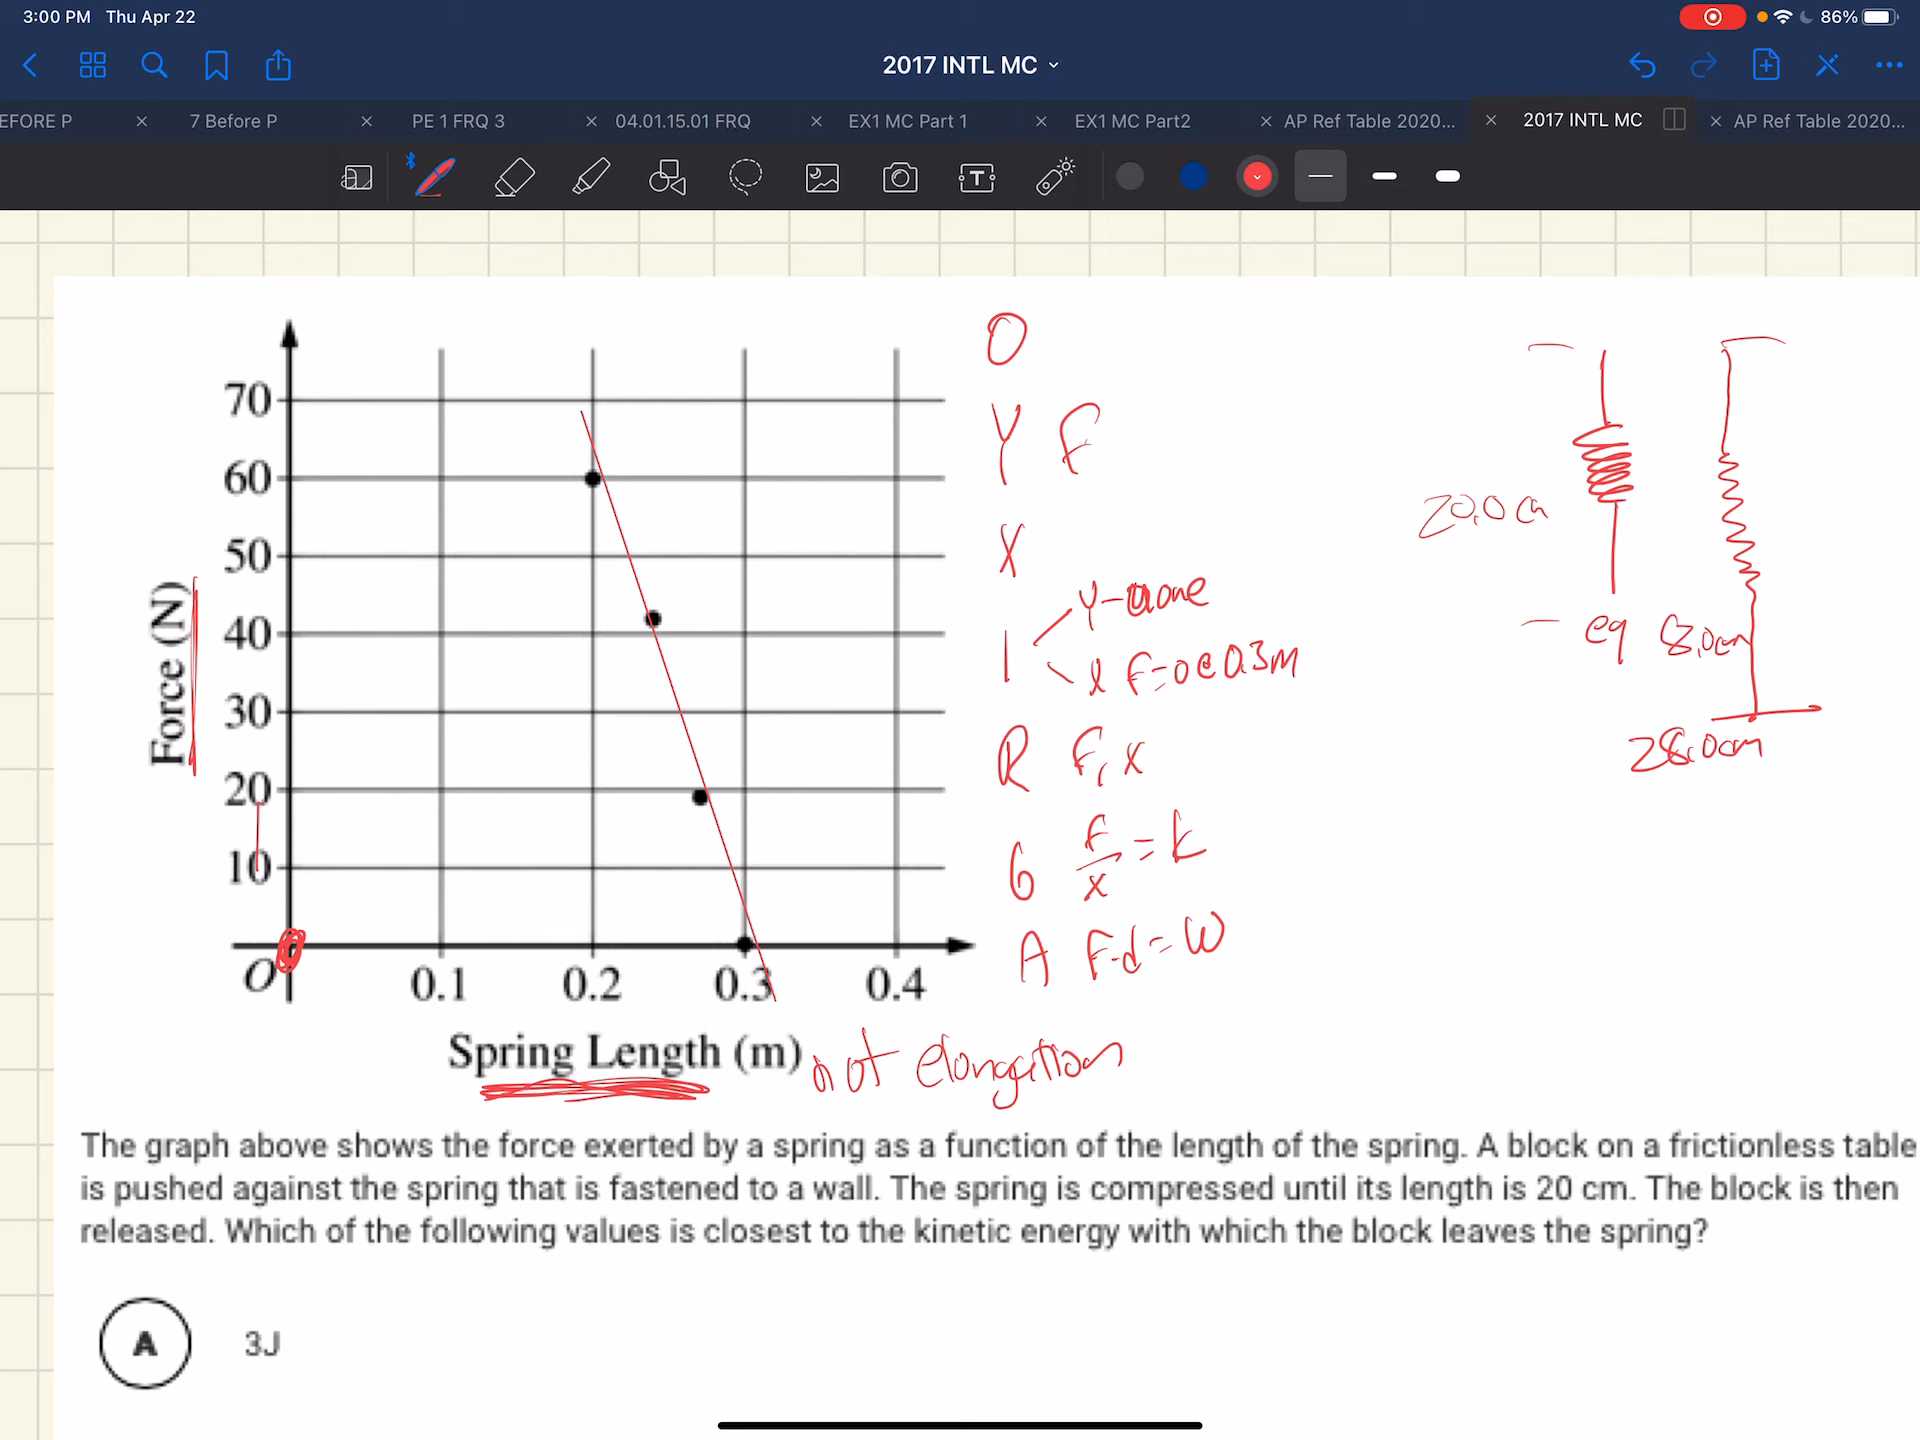 3:00 PM Thu Apr 22
86%
2017 INTL MC
EFORE P × 7 Before P × PE 1 FRQ 3 × 04.01.15.01 FRQ × EX1 MC Part 1 × EX1 MC Part2 × AP Ref Table 2020... × 2017 INTL MC × AP Ref Table 2020...
70
60
50
40
30
20
10
O
0.1 0.2 0.3 0.4
Force (N)
Spring Length (m)
not elongation
O
Y F
X
I Y-none
X F=0@0.3m
R F, X
G F/X = k
A F·d=W
20.0 cm
eq 8.0cm
28.0cm
The graph above shows the force exerted by a spring as a function of the length of the spring. A block on a frictionless table
is pushed against the spring that is fastened to a wall. The spring is compressed until its length is 20 cm. The block is then
released. Which of the following values is closest to the kinetic energy with which the block leaves the spring?
A 3J